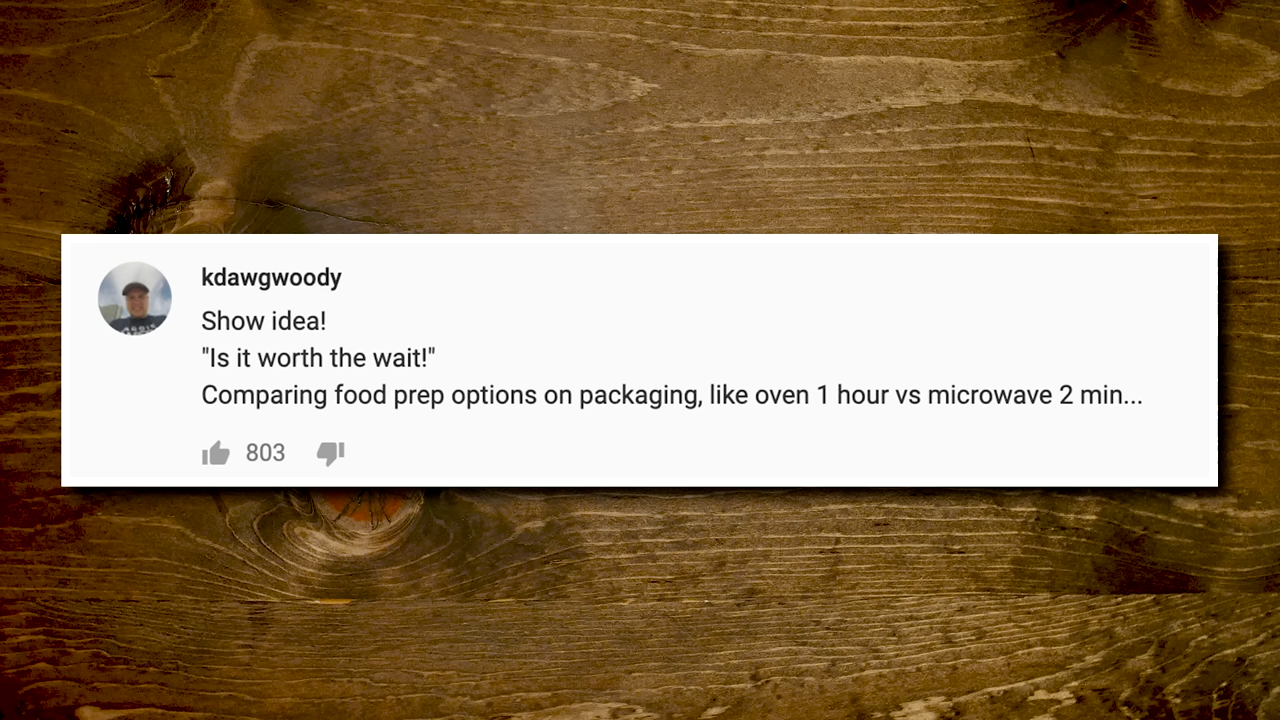 kdawgwoody
Show idea!
"Is it worth the wait!"
Comparing food prep options on packaging, like oven 1 hour vs microwave 2 min...
803